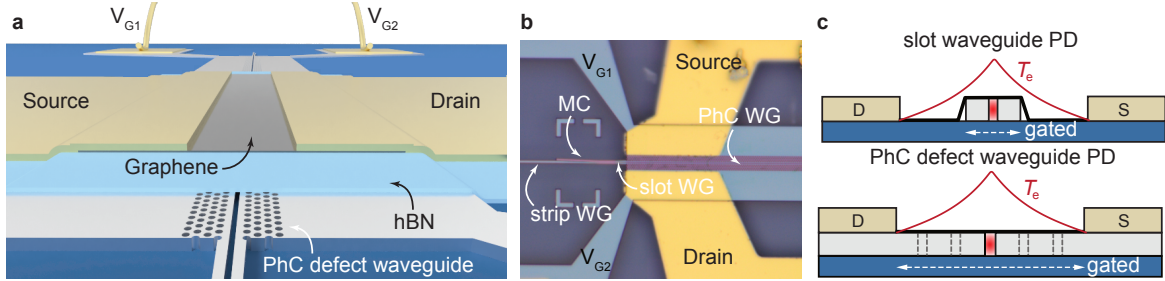 a
V_G1
V_G2
Source
Drain
Graphene
hBN
PhC defect waveguide
b
V_G1
Source
MC
PhC WG
slot WG
strip WG
V_G2
Drain
c
slot waveguide PD
T_e
D
S
gated
PhC defect waveguide PD
T_e
D
S
gated